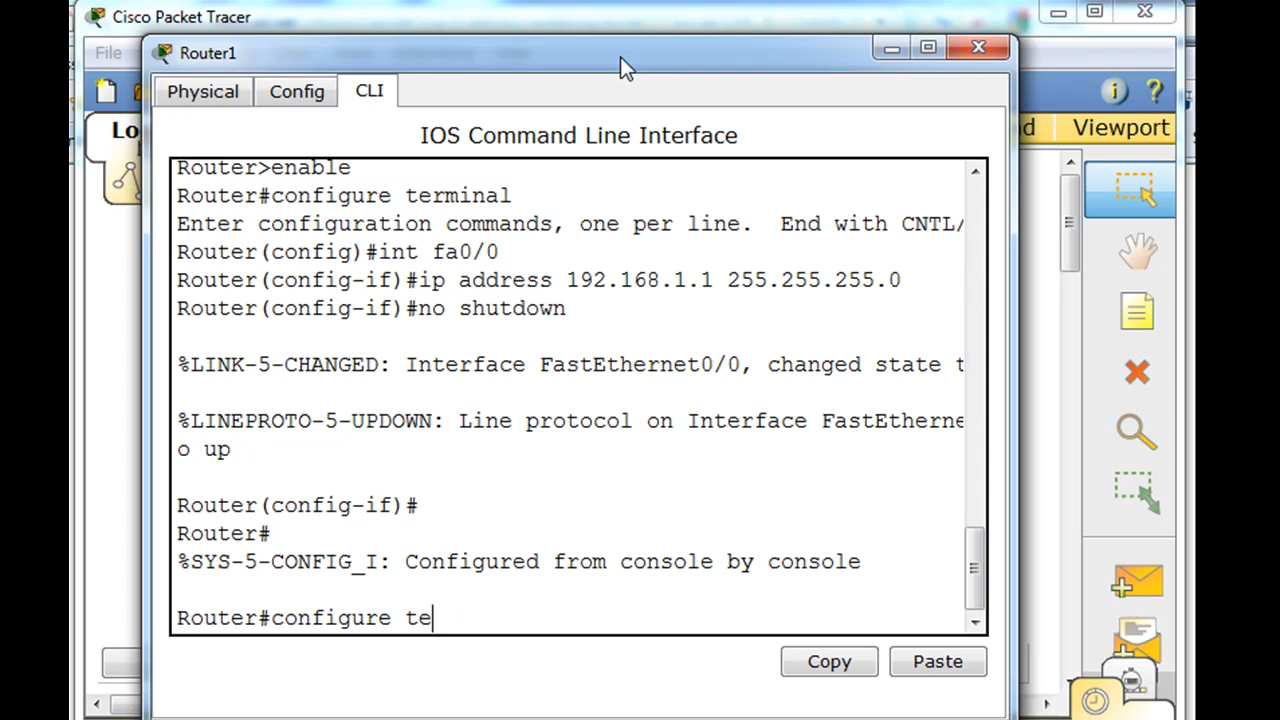 Cisco Packet Tracer
File
Router1
Physical
Config
CLI
Lo
d
Viewport
IOS Command Line Interface
Router>enable
Router#configure terminal
Enter configuration commands, one per line.  End with CNTL/
Router(config)#int fa0/0
Router(config-if)#ip address 192.168.1.1 255.255.255.0
Router(config-if)#no shutdown
%LINK-5-CHANGED: Interface FastEthernet0/0, changed state t
%LINEPROTO-5-UPDOWN: Line protocol on Interface FastEtherne
o up
Router(config-if)#
Router#
%SYS-5-CONFIG_I: Configured from console by console
Router#configure te
Copy
Paste